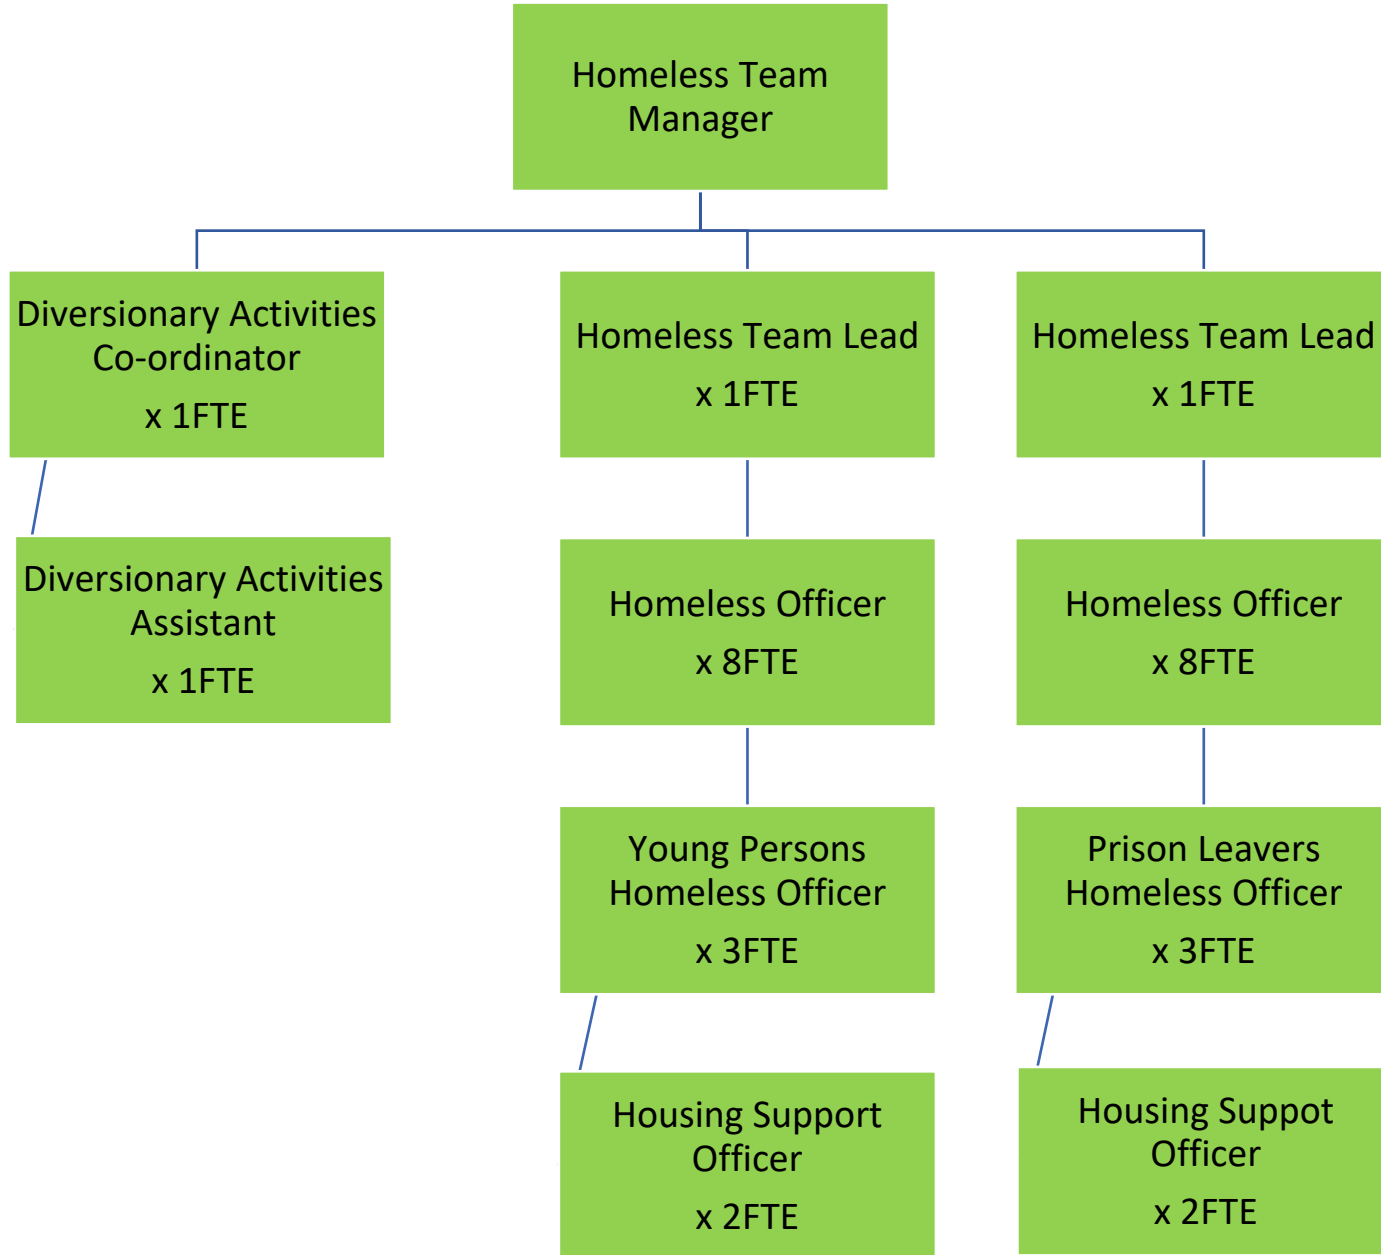 Homeless Team
Manager
Diversionary Activities
Co-ordinator
x 1FTE
Homeless Team Lead
x 1FTE
Homeless Team Lead
x 1FTE
Diversionary Activities
Assistant
x 1FTE
Homeless Officer
x 8FTE
Homeless Officer
x 8FTE
Young Persons
Homeless Officer
x 3FTE
Prison Leavers
Homeless Officer
x 3FTE
Housing Support
Officer
x 2FTE
Housing Suppot
Officer
x 2FTE